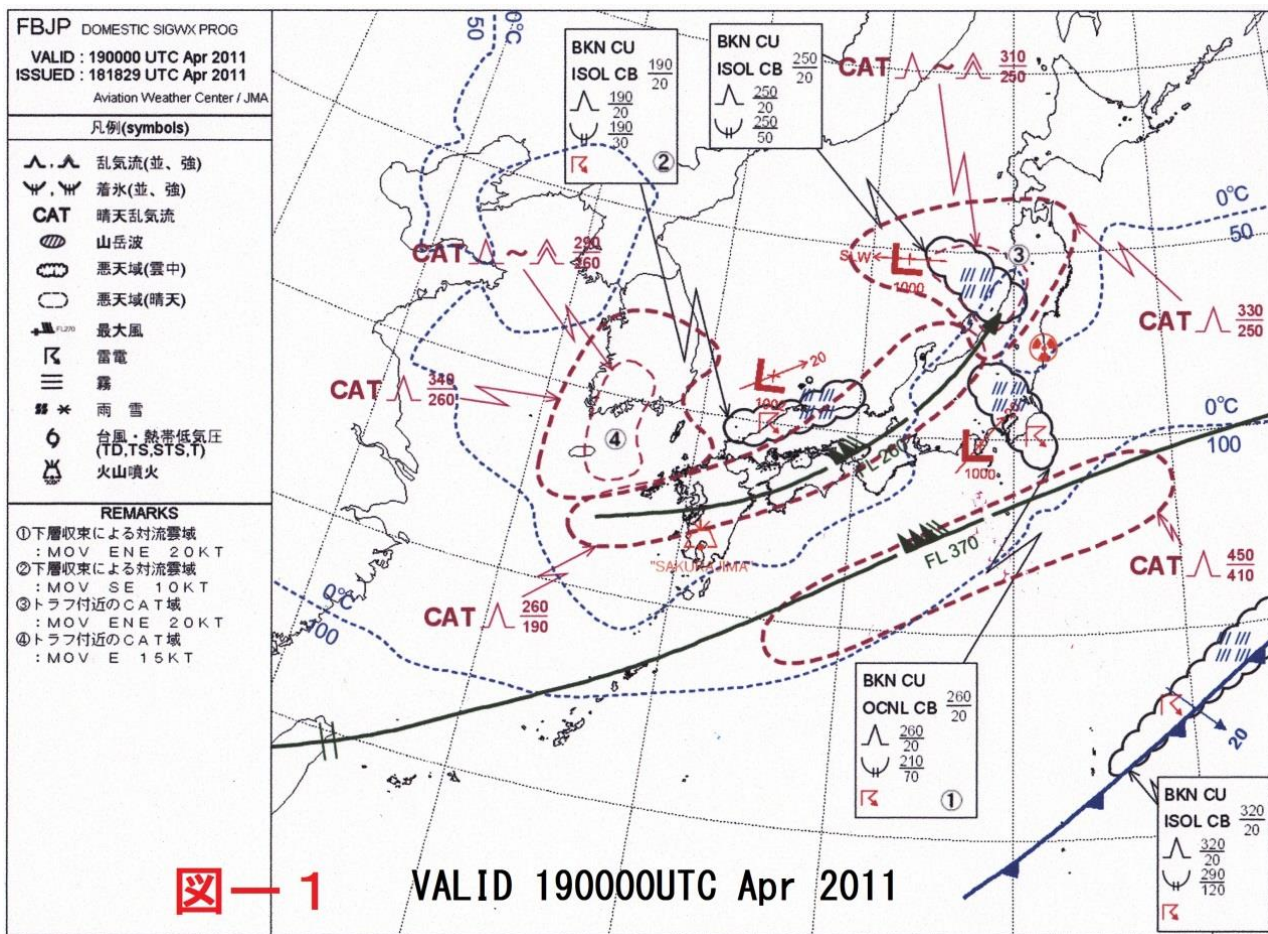 FBJP DOMESTIC SIGWX PROG
VALID : 190000 UTC Apr 2011
ISSUED : 181829 UTC Apr 2011
Aviation Weather Center / JMA
凡例(symbols)
乱気流(並、強)
着氷(並、強)
CAT 晴天乱気流
山岳波
悪天域(雲中)
悪天域(晴天)
FL270 最大風
雷電
霧
雨 雪
台風・熱帯低気圧
(TD,TS,STS,T)
火山噴火
REMARKS
①下層収束による対流雲域
:MOV ENE 20KT
②下層収束による対流雲域
:MOV SE 10KT
③トラフ付近のCAT域
:MOV ENE 20KT
④トラフ付近のCAT域
:MOV E 15KT
0℃
50
BKN CU
ISOL CB 190/20
190/20
190/30
②
BKN CU
ISOL CB 250/20
250/20
250/50
CAT ~ 310/250
CAT ~ 290/260
SLW
L
1000
③
0℃
50
CAT 330/250
CAT 340/260
④
L
20
L
1000
0℃
100
FL 260
FL 370
"SAKURAJIMA"
CAT 260/190
CAT 450/410
0℃
100
BKN CU
OCNL CB 260/20
260/20
210/70
①
20
BKN CU
ISOL CB 320/20
320/20
290/120
図―1 VALID 190000UTC Apr 2011